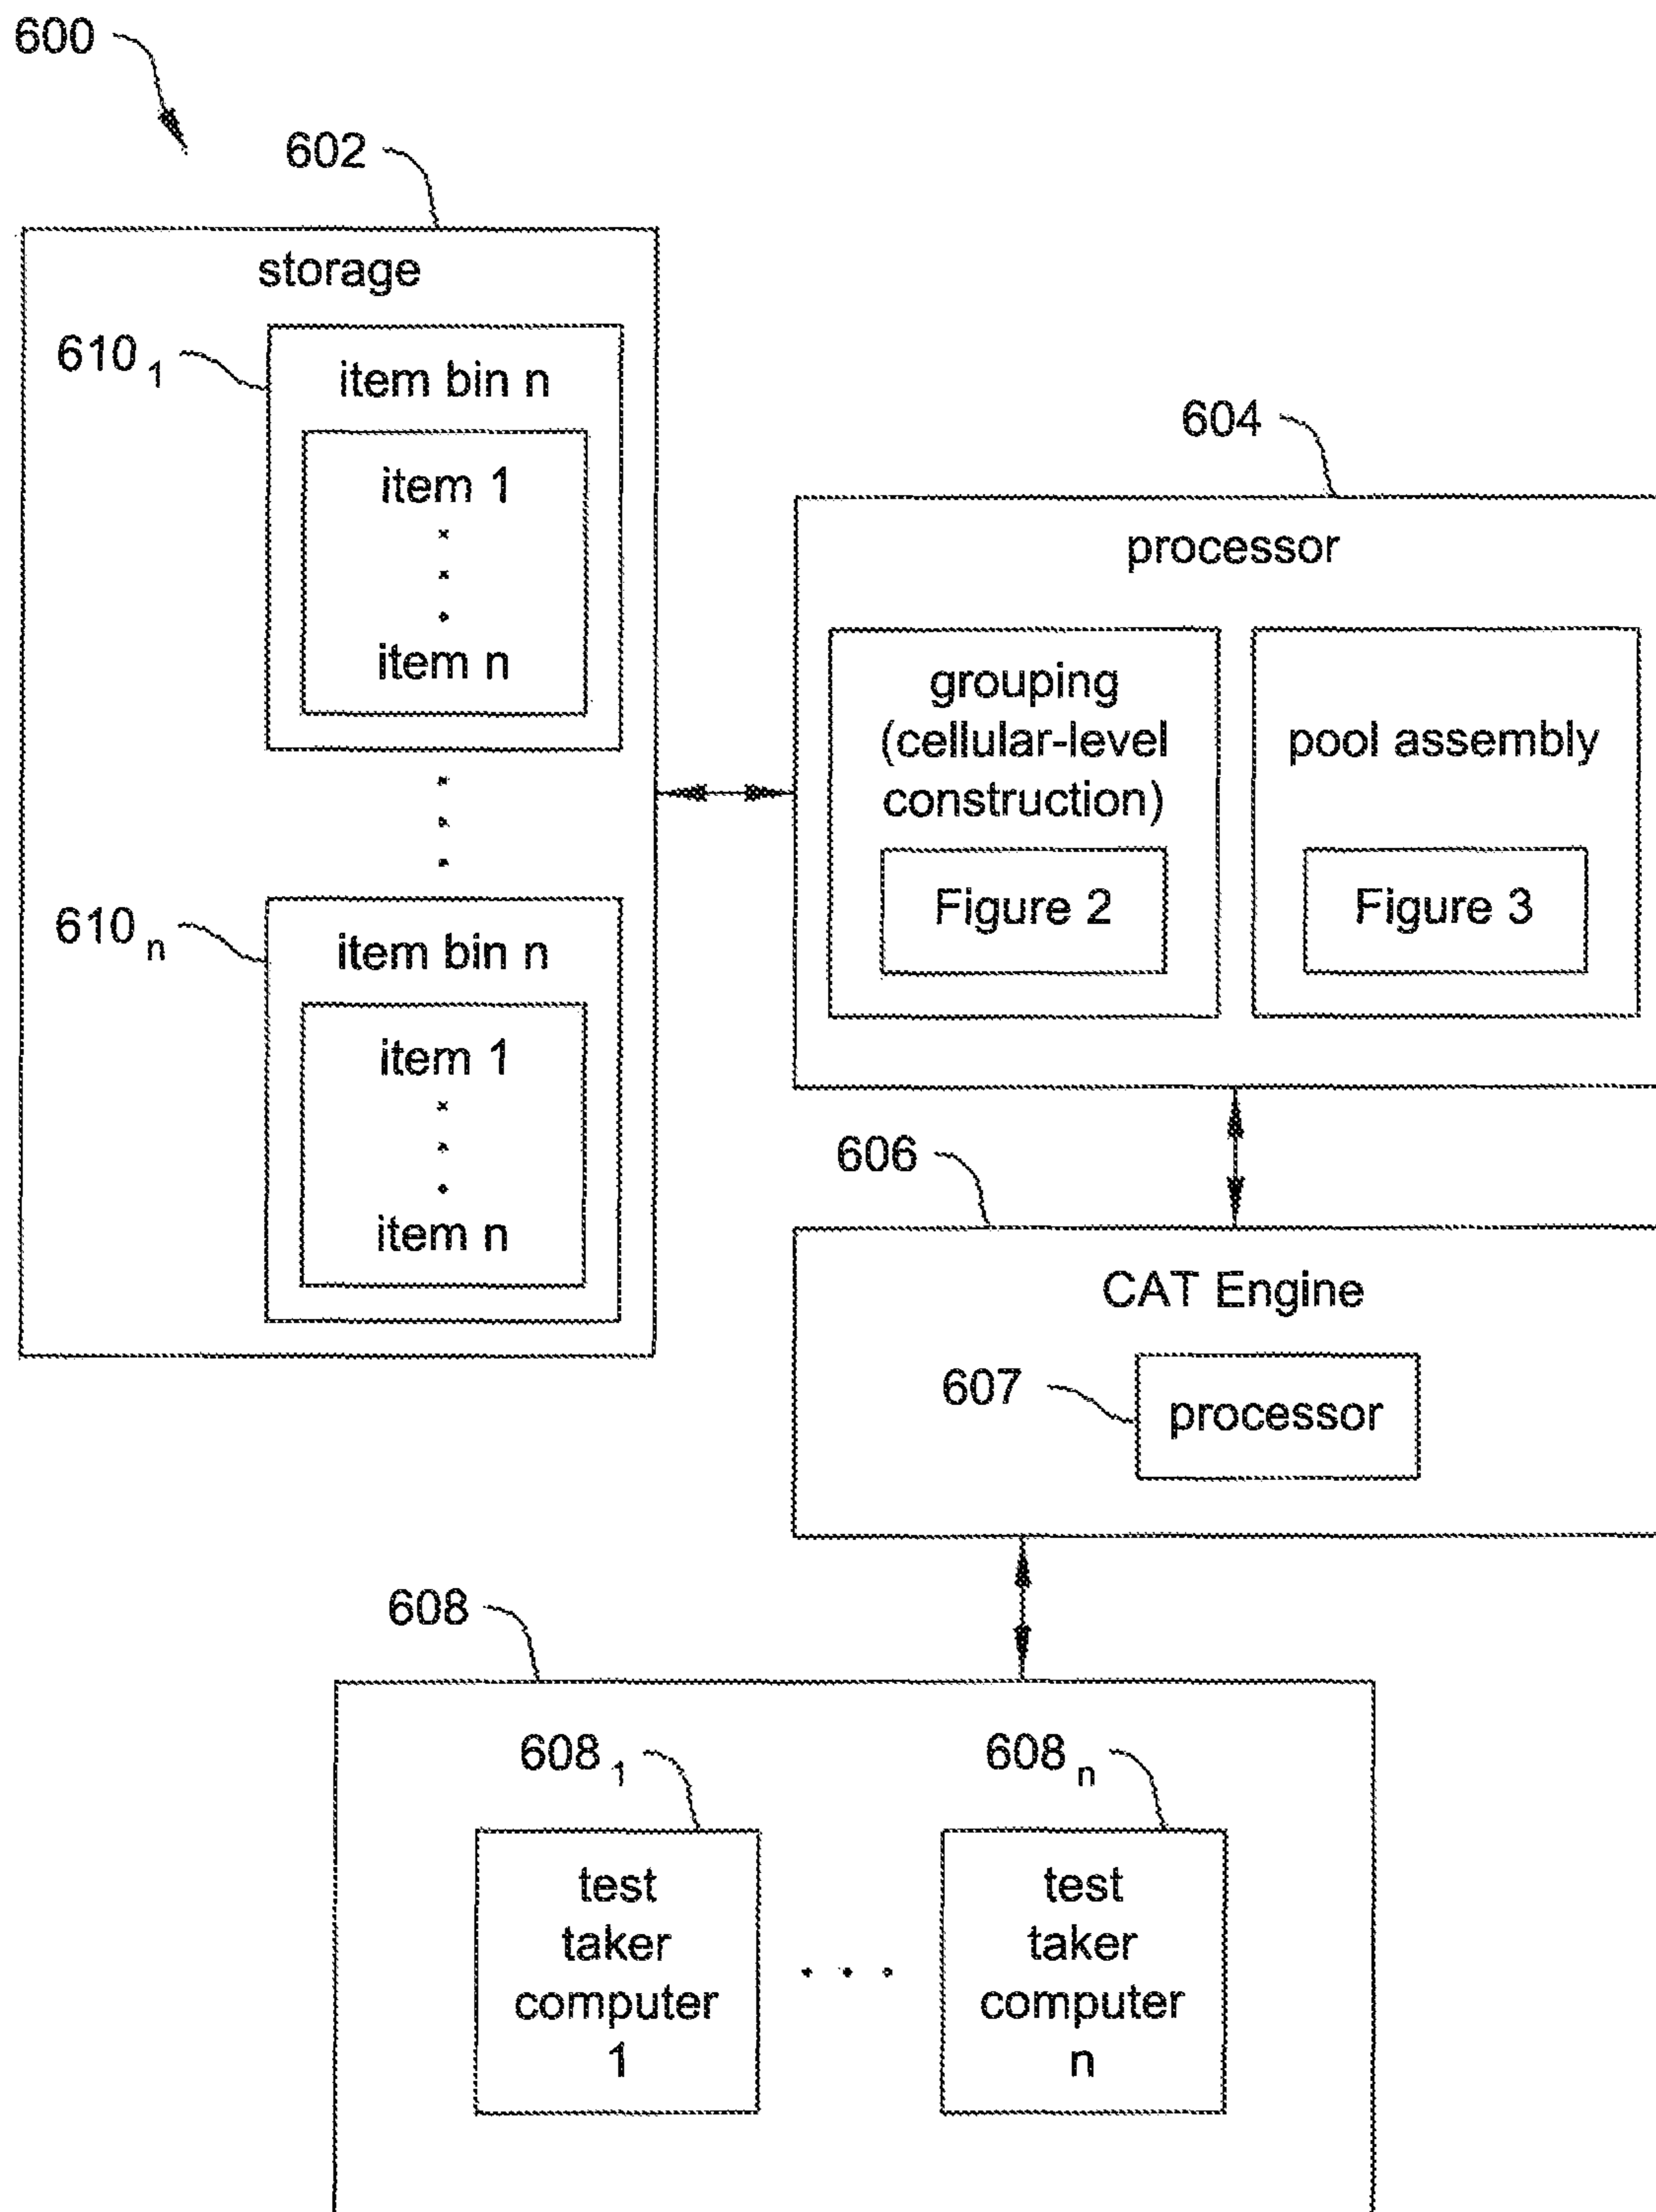 600
602
storage
610 1
item bin n
item 1
item n
610 n
item bin n
item 1
item n
604
processor
grouping
(cellular-level
construction)
Figure 2
pool assembly
Figure 3
606
CAT Engine
607
processor
608
608 1
test
taker
computer
1
608 n
test
taker
computer
n